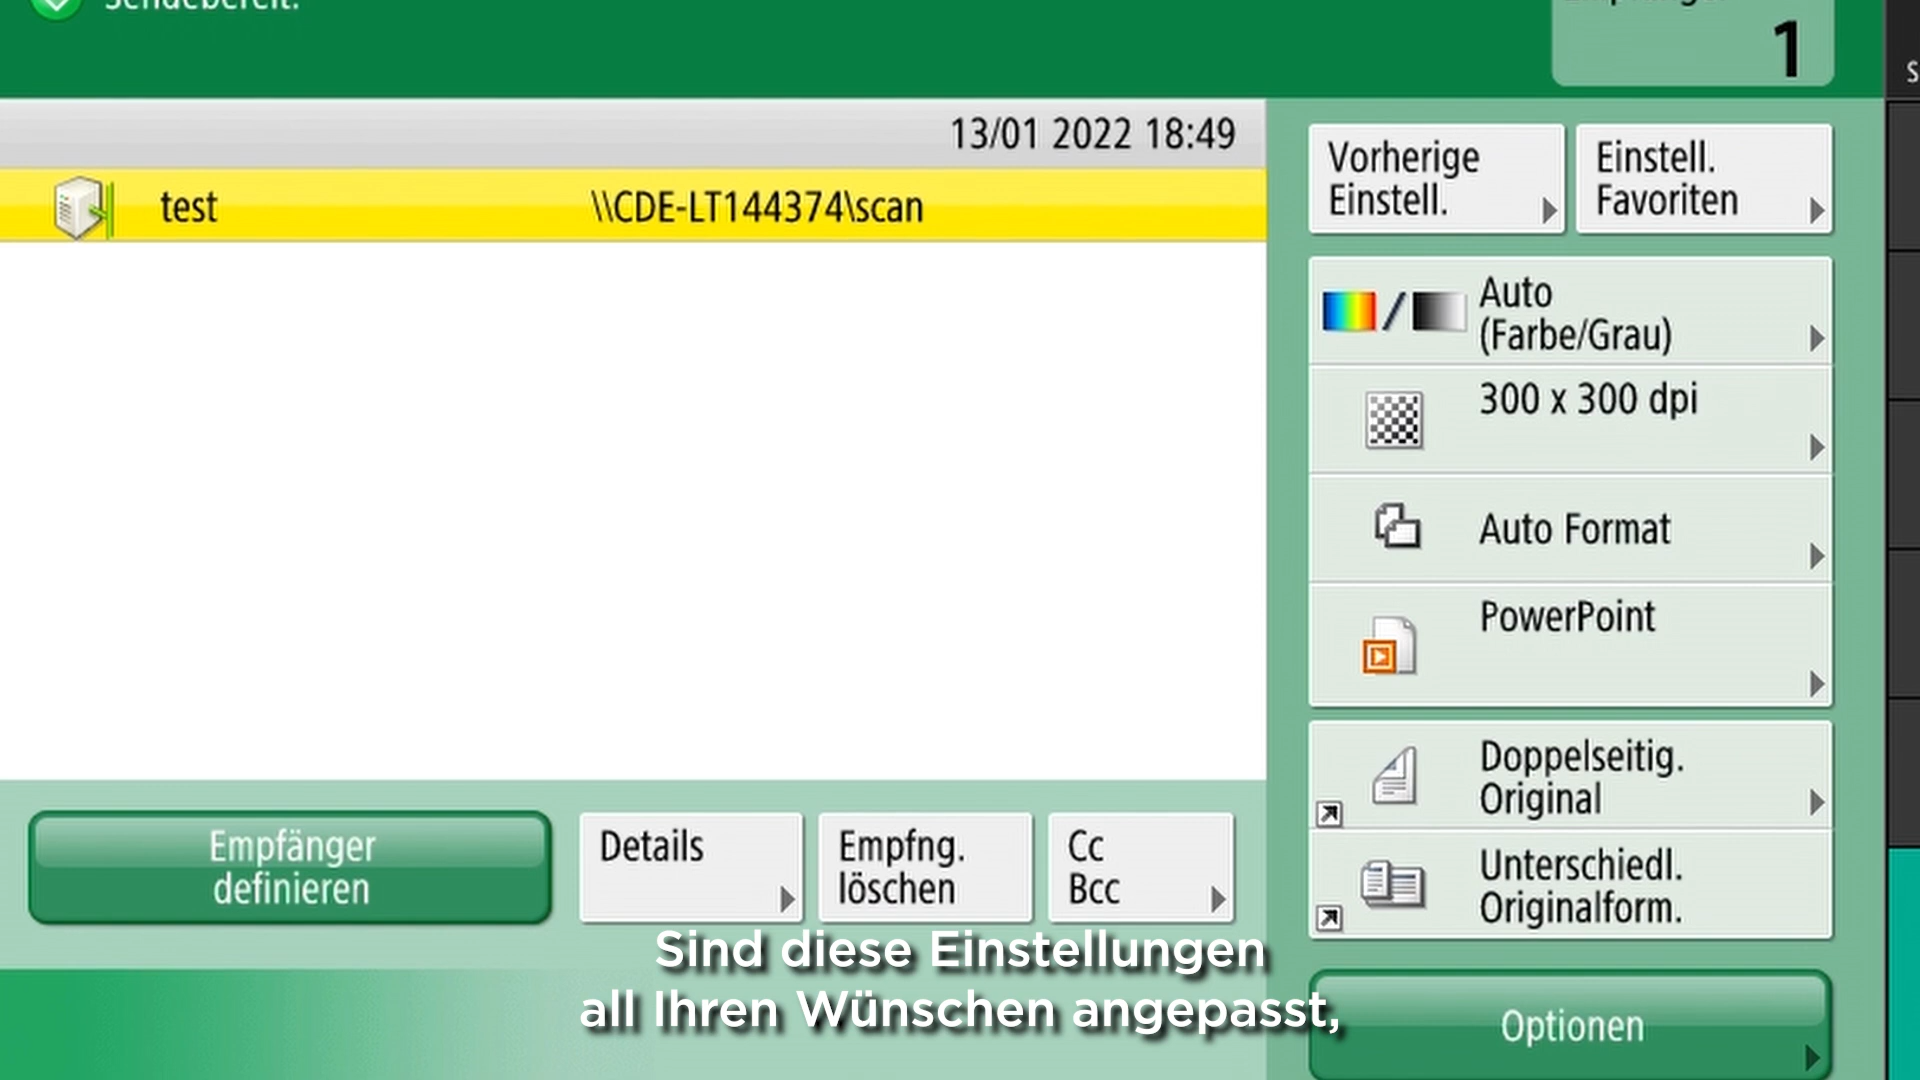 Sendebereit.
1
13/01 2022 18:49
test \\CDE-LT144374\scan
Vorherige
Einstell.
Einstell.
Favoriten
Auto
(Farbe/Grau)
300 x 300 dpi
Auto Format
PowerPoint
Doppelseitig.
Original
Unterschiedl.
Originalform.
Optionen
Empfänger
definieren
Details
Empfng.
löschen
Cc
Bcc
Sind diese Einstellungen
all Ihren Wünschen angepasst,